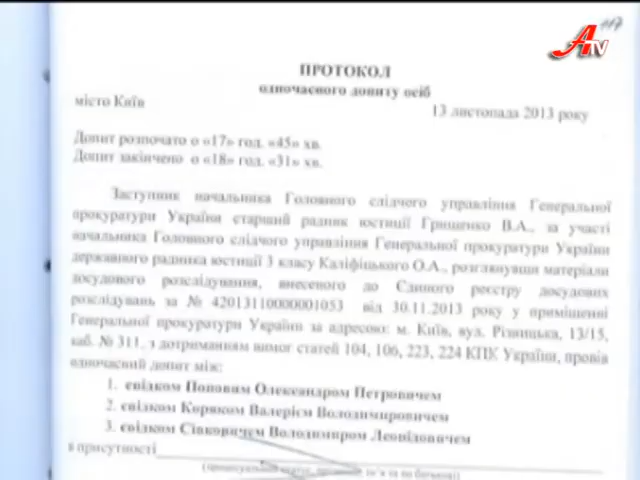 117
ATV
ПРОТОКОЛ
одночасного допиту осіб
місто Київ
13 листопада 2013 року
Допит розпочато о «17» год. «45» хв.
Допит закінчено о «18» год. «31» хв.
Заступник начальника Головного слідчого управління Генеральної
прокуратури України старший радник юстиції Грищенко В.А., за участі
начальника Головного слідчого управління Генеральної прокуратури України
державного радника юстиції 3 класу Каліфіцького О.А., розглянувши матеріали
досудового розслідування, внесеного до Єдиного реєстру досудових
розслідувань за № 42013110000001053 від 30.11.2013 року у приміщенні
Генеральної прокуратури України за адресою: м. Київ, вул. Різницька, 13/15,
каб. № 311, з дотриманням вимог статей 104, 106, 223, 224 КПК України, провів
одночасний допит між:
1. свідком Поповим Олександром Петровичем
2. свідком Коряком Валерієм Володимировичем
3. свідком Сівковичем Володимиром Леонідовичем
в присутності